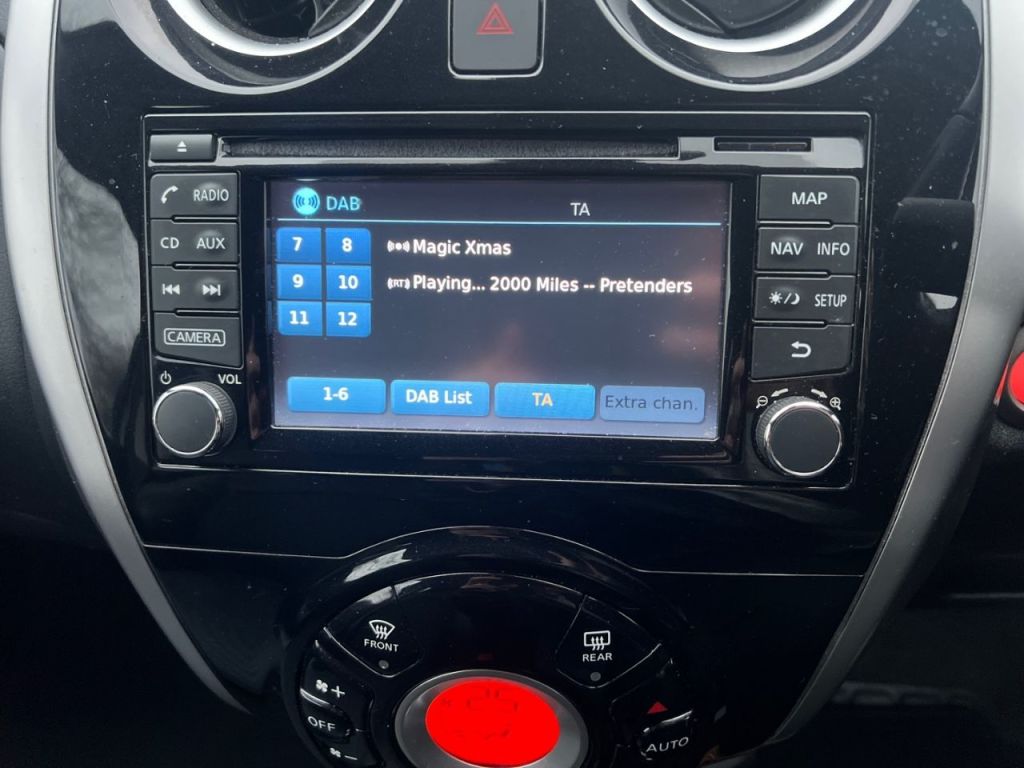 RADIO
CD AUX
CAMERA
VOL
DAB
TA
7 8
9 10
11 12
((•)) Magic Xmas
(RT) Playing... 2000 Miles -- Pretenders
1-6
DAB List
TA
Extra chan.
MAP
NAV INFO
SETUP
FRONT
REAR
OFF
AUTO